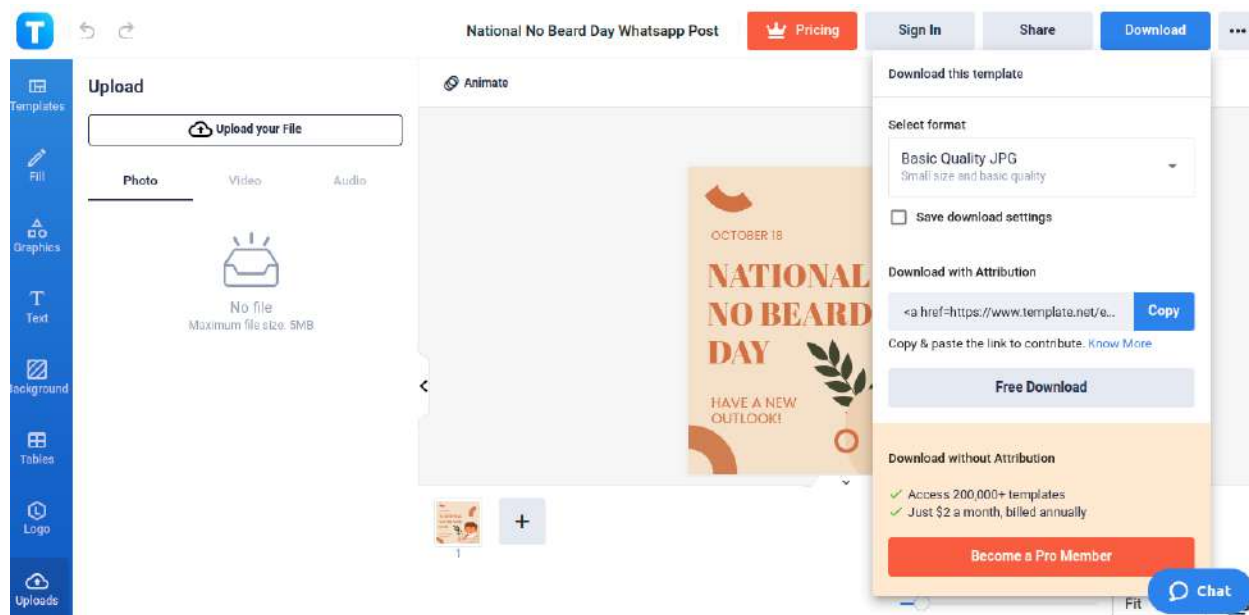 T
National No Beard Day Whatsapp Post
Pricing
Sign In
Share
Download
Templates
Fill
Graphics
Text
Background
Tables
Logo
Uploads
Upload
Upload your File
Photo
Video
Audio
No file
Maximum file size: 5MB
Animate
OCTOBER 18
NATIONAL
NO BEARD
DAY
HAVE A NEW
OUTLOOK!
1
Download this template
Select format
Basic Quality JPG
Small size and basic quality
Save download settings
Download with Attribution
<a href=https://www.template.net/e...
Copy
Copy & paste the link to contribute. Know More
Free Download
Download without Attribution
Access 200,000+ templates
Just $2 a month, billed annually
Become a Pro Member
Fit
Chat